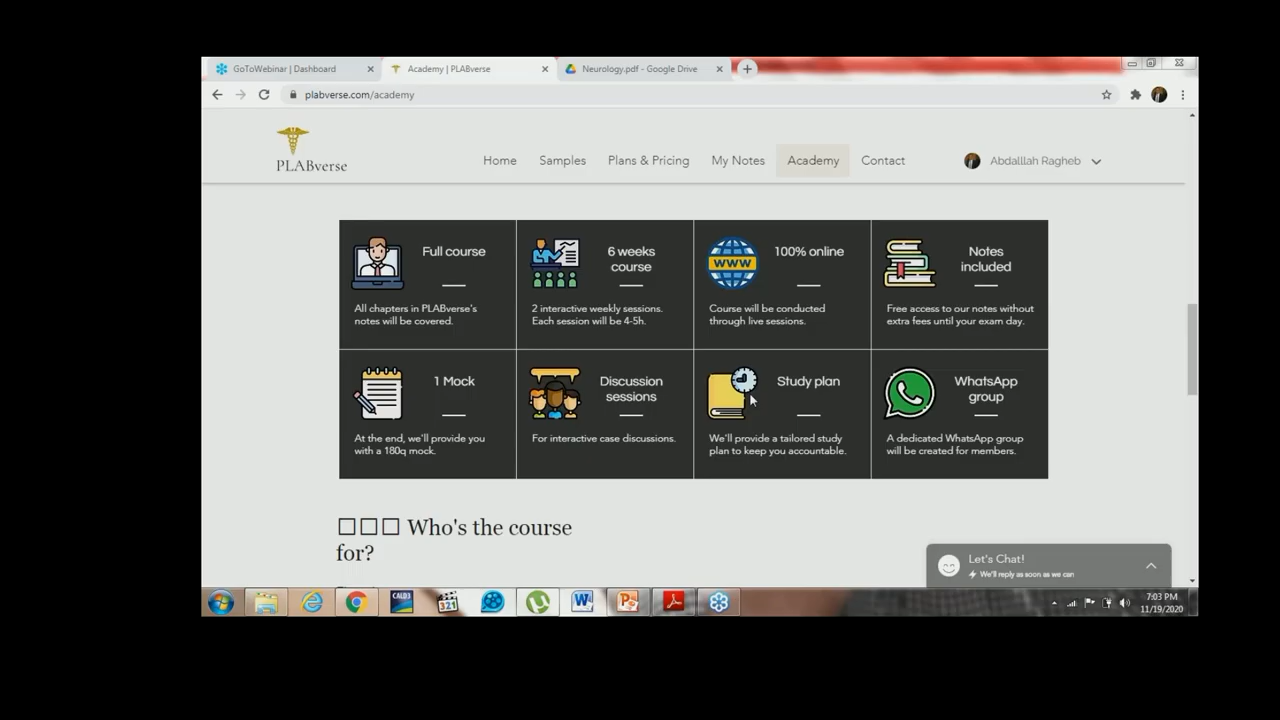 GoToWebinar | Dashboard
Academy | PLABverse
Neurology.pdf - Google Drive
plabverse.com/academy
PLABverse
Home
Samples
Plans & Pricing
My Notes
Academy
Contact
Abdalllah Ragheb
Full course
All chapters in PLABverse's
notes will be covered.
6 weeks
course
2 interactive weekly sessions.
Each session will be 4-5h.
100% online
WWW
Course will be conducted
through live sessions.
Notes
included
Free access to our notes without
extra fees until your exam day.
1 Mock
At the end, we'll provide you
with a 180q mock.
Discussion
sessions
For interactive case discussions.
Study plan
We'll provide a tailored study
plan to keep you accountable.
WhatsApp
group
A dedicated WhatsApp group
will be created for members.
□□□ Who's the course
for?
Let's Chat!
We'll reply as soon as we can
CALD3
321
7:03 PM
11/19/2020